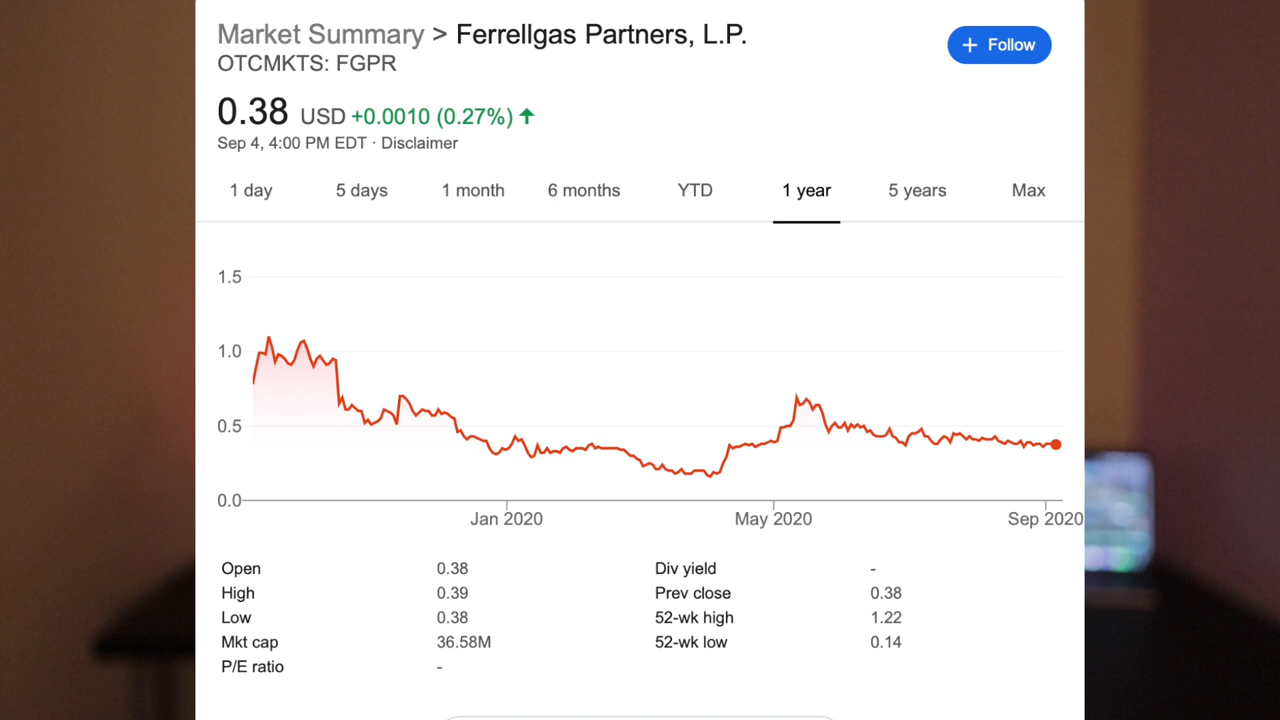 Market Summary > Ferrellgas Partners, L.P.
+ Follow
OTCMKTS: FGPR
0.38 USD +0.0010 (0.27%) ↑
Sep 4, 4:00 PM EDT · Disclaimer
1 day 5 days 1 month 6 months YTD 1 year 5 years Max
1.5
1.0
0.5
0.0
Jan 2020 May 2020 Sep 2020
Open 0.38 Div yield -
High 0.39 Prev close 0.38
Low 0.38 52-wk high 1.22
Mkt cap 36.58M 52-wk low 0.14
P/E ratio -